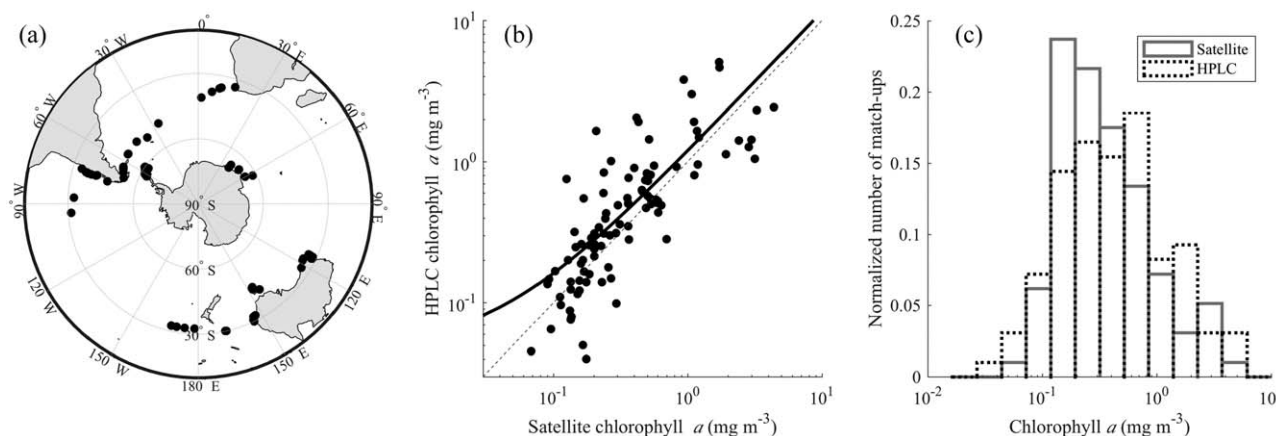 (a)
0°
30° E
60° E
90° E
120° E
150° E
180° E
150° W
90° W
60° W
30° W
90° S
60° S
30° S
(b)
HPLC chlorophyll a (mg m⁻³)
10¹
10⁰
10⁻¹
10⁻¹
10⁰
10¹
Satellite chlorophyll a (mg m⁻³)
(c)
Normalized number of match-ups
0.25
0.2
0.15
0.1
0.05
0
Satellite
HPLC
10⁻²
10⁻¹
10⁰
10
Chlorophyll a (mg m⁻³)